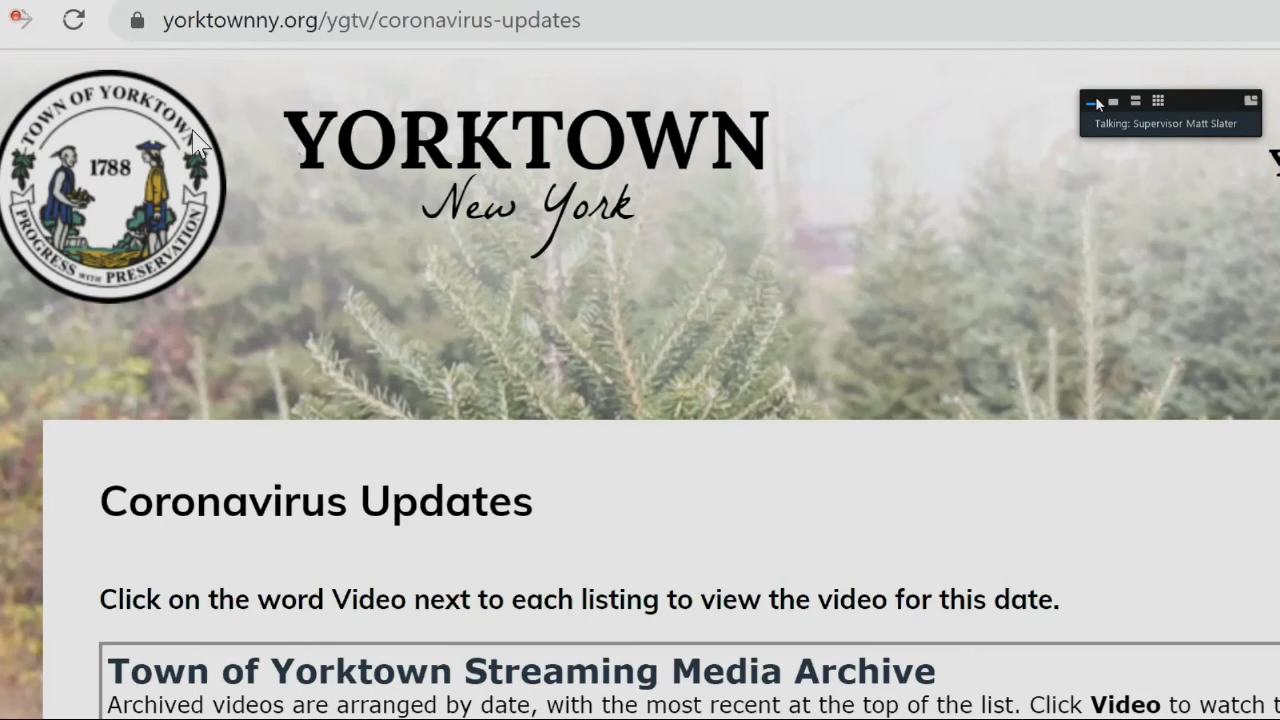 yorktownny.org/ygtv/coronavirus-updates
TOWN OF YORKTOWN
1788
PROGRESS WITH PRESERVATION
YORKTOWN
New York
Talking: Supervisor Matt Slater
Coronavirus Updates
Click on the word Video next to each listing to view the video for this date.
Town of Yorktown Streaming Media Archive
Archived videos are arranged by date, with the most recent at the top of the list. Click Video to watch